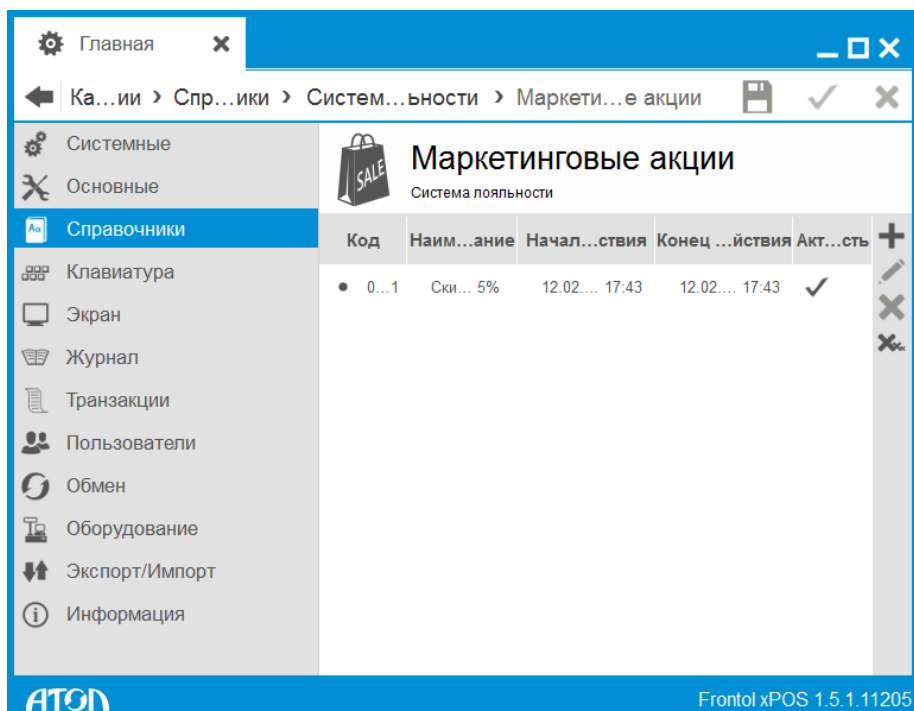 Главная
Ка...ии › Спр...ики › Систем...ьности › Маркети...е акции
Системные
Основные
Справочники
Клавиатура
Экран
Журнал
Транзакции
Пользователи
Обмен
Оборудование
Экспорт/Импорт
Информация
SALE
Маркетинговые акции
Система лояльности
Код Наим...ание Начал...ствия Конец ...йствия Акт...сть
0...1 Ски... 5% 12.02.... 17:43 12.02.... 17:43
ATOL
Frontol xPOS 1.5.1.11205